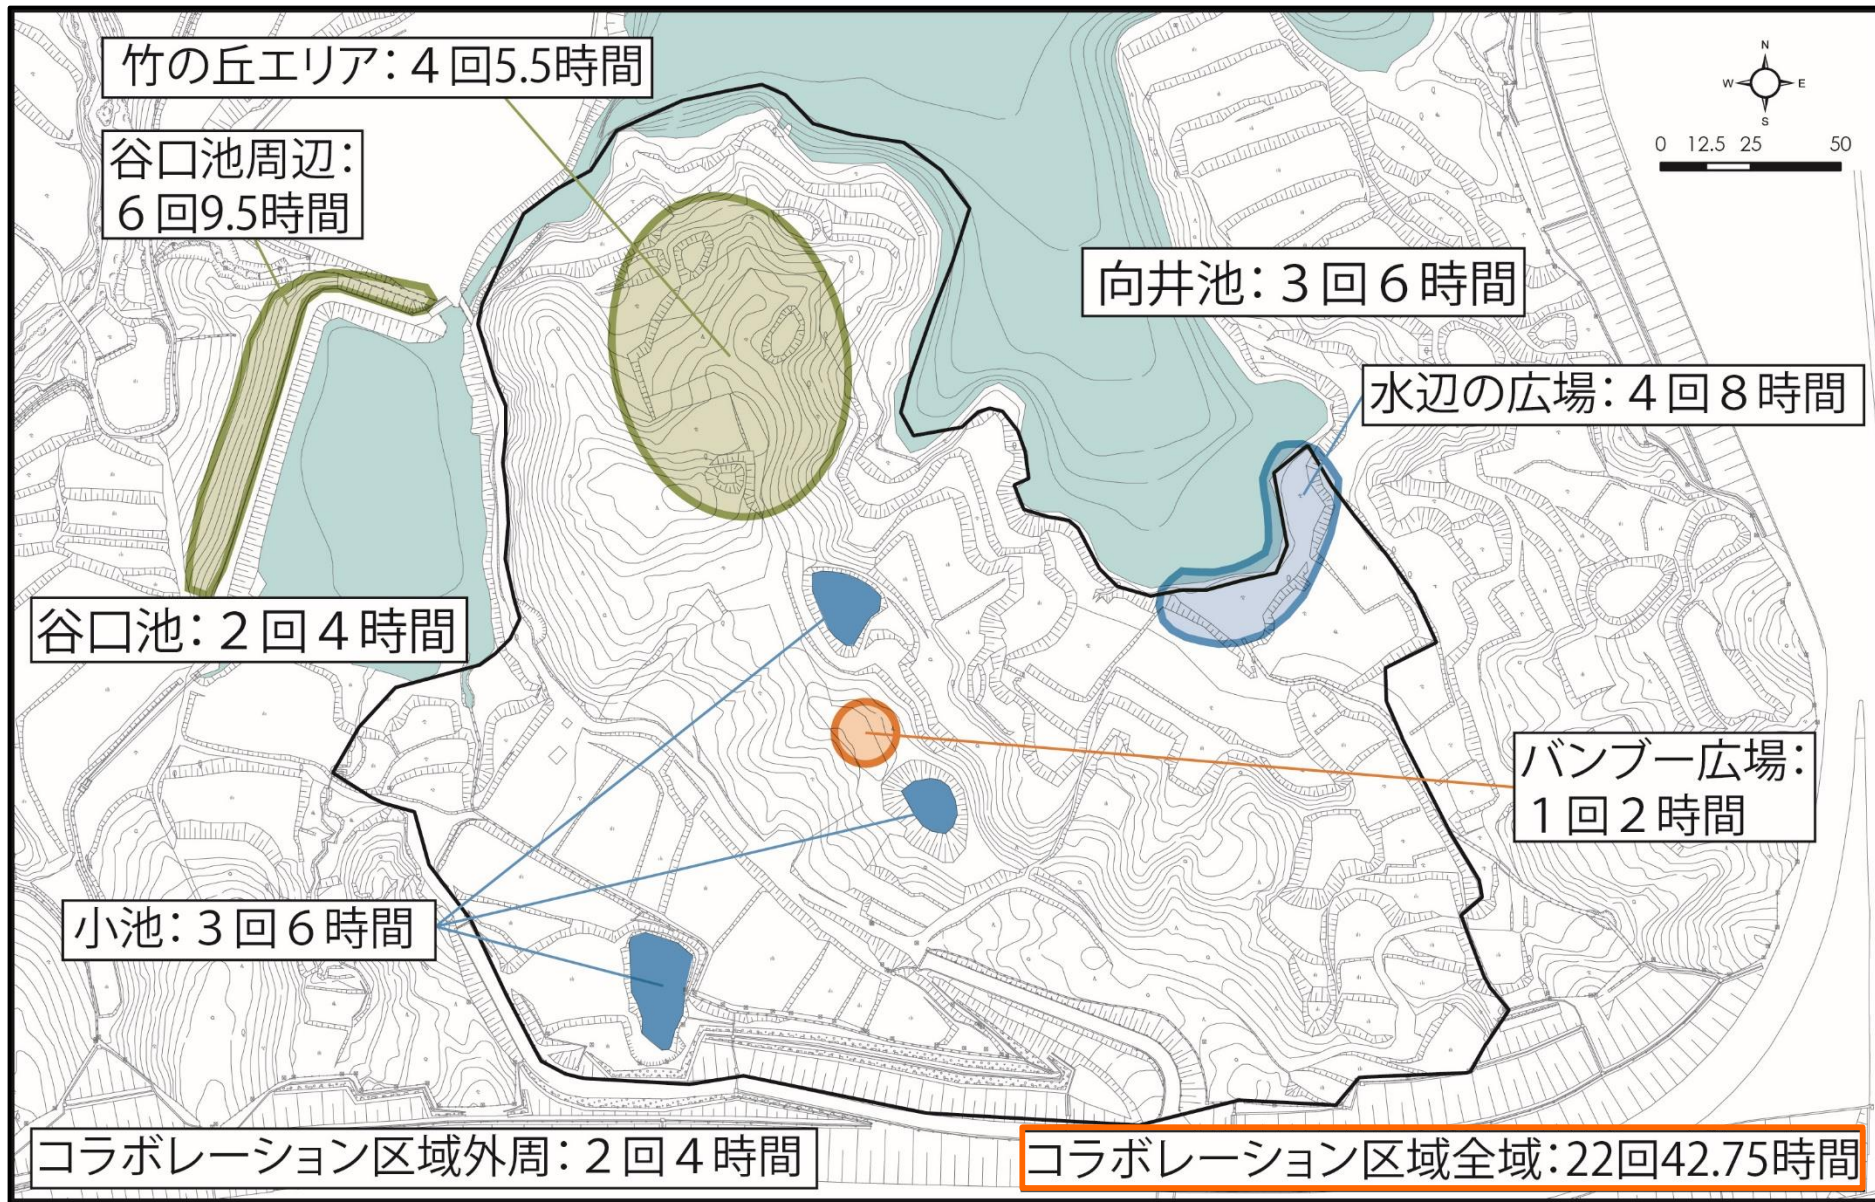 竹の丘エリア：４回5.5時間
谷口池周辺：
６回9.5時間
N
W E
S
0 12.5 25 50
向井池：３回６時間
水辺の広場：４回８時間
谷口池：２回４時間
バンブー広場：
１回２時間
小池：３回６時間
コラボレーション区域外周：２回４時間
コラボレーション区域全域：22回42.75時間